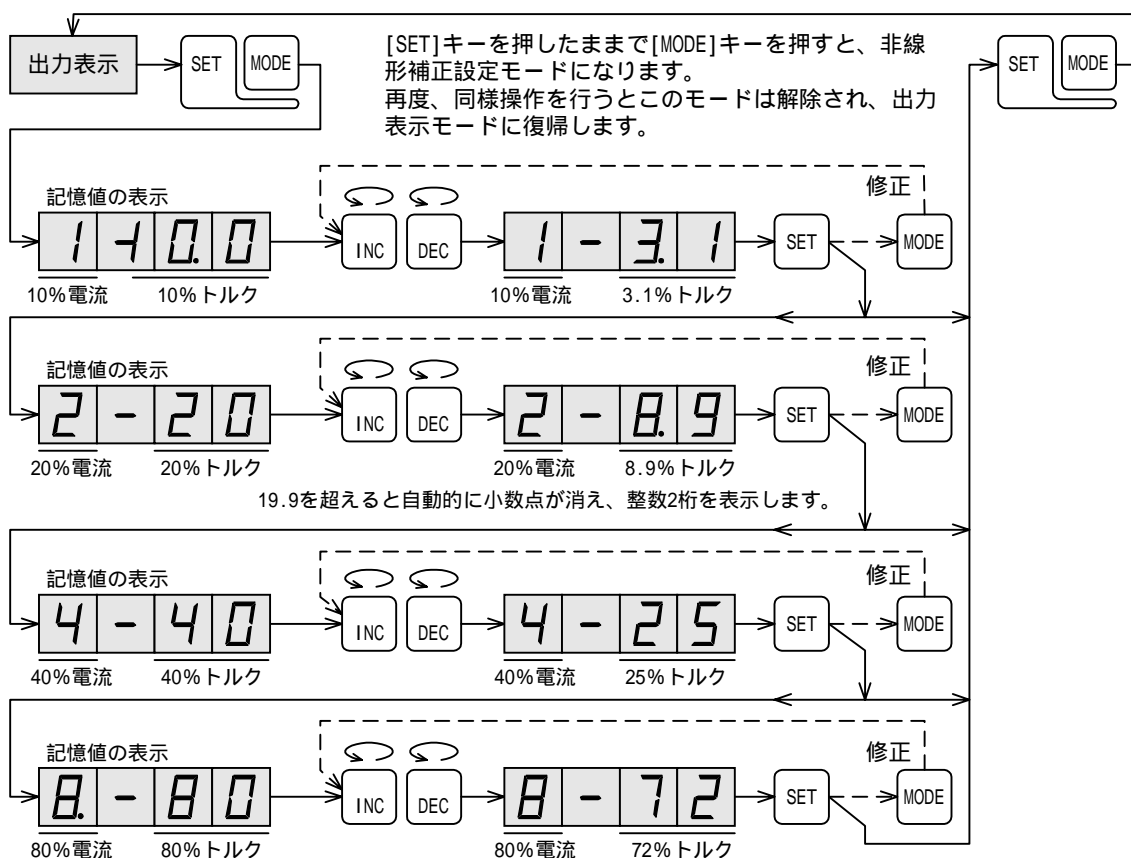 出力表示
SET
MODE
[SET]キーを押したままで[MODE]キーを押すと、非線
形補正設定モードになります。
再度、同様操作を行うとこのモードは解除され、出力
表示モードに復帰します。
SET
MODE
記憶値の表示
1 -10.0
INC
DEC
1 - 3.1
SET
MODE
修正
10%電流
10%トルク
10%電流
3.1%トルク
記憶値の表示
2 - 20
INC
DEC
2 - 8.9
SET
MODE
修正
20%電流
20%トルク
20%電流
8.9%トルク
19.9を超えると自動的に小数点が消え、整数2桁を表示します。
記憶値の表示
4 - 40
INC
DEC
4 - 25
SET
MODE
修正
40%電流
40%トルク
40%電流
25%トルク
記憶値の表示
8. - 80
INC
DEC
8 - 72
SET
MODE
修正
80%電流
80%トルク
80%電流
72%トルク